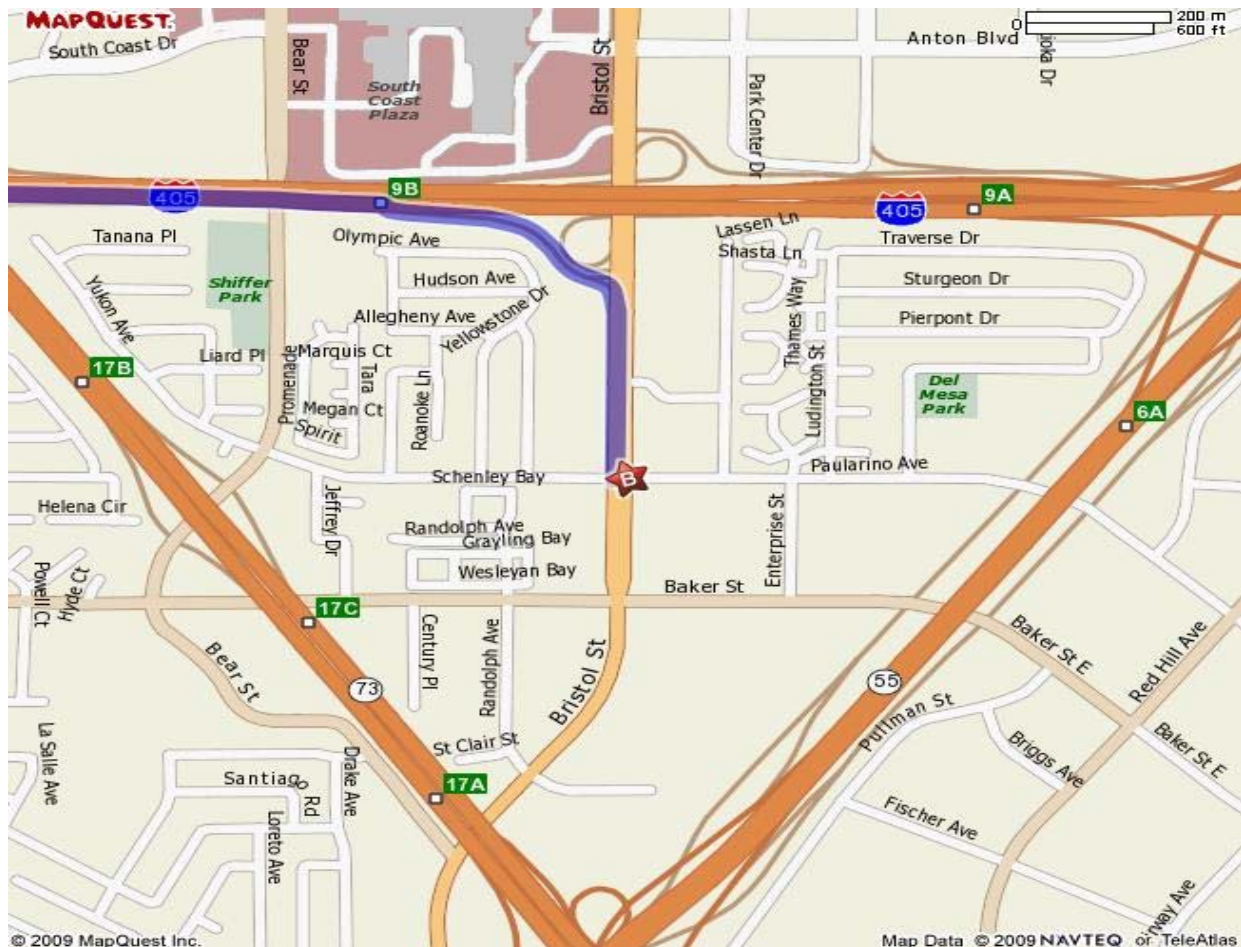 MAPQUEST.
0
200 m
600 ft
South Coast Dr
Bear St
South
Coast
Plaza
Bristol St
Anton Blvd
Park Center Dr
405
9B
405
9A
Tanana Pl
Olympic Ave
Lassen Ln
Shasta Ln
Traverse Dr
Shiffer
Park
Hudson Ave
Sturgeon Dr
Yukon Ave
Allegheny Ave
Yellowstone Dr
Thames Way
Pierpont Dr
17B
Liard Pl
Promenade
Marquis Ct
Tara
Roanoke Ln
Ludington St
Del
Mesa
Park
6A
Megan Ct
Spirit
Schenley Bay
B
Paularino Ave
Helena Cir
Jeffrey Dr
Randolph Ave
Grayling Bay
Enterprise St
Wesleyan Bay
Baker St
Powell Ct
Hyde Ct
17C
Century Pl
Randolph Ave
Bristol St
Baker St E
Red Hill Ave
Bear St
73
55
Pullman St
La Salle Ave
Drake Ave
St Clair St
Briggs Ave
Baker St E
Santiago Rd
17A
Loreto Ave
Fischer Ave
© 2009 MapQuest Inc.
Map Data © 2009 NAVTEQ or TeleAtlas